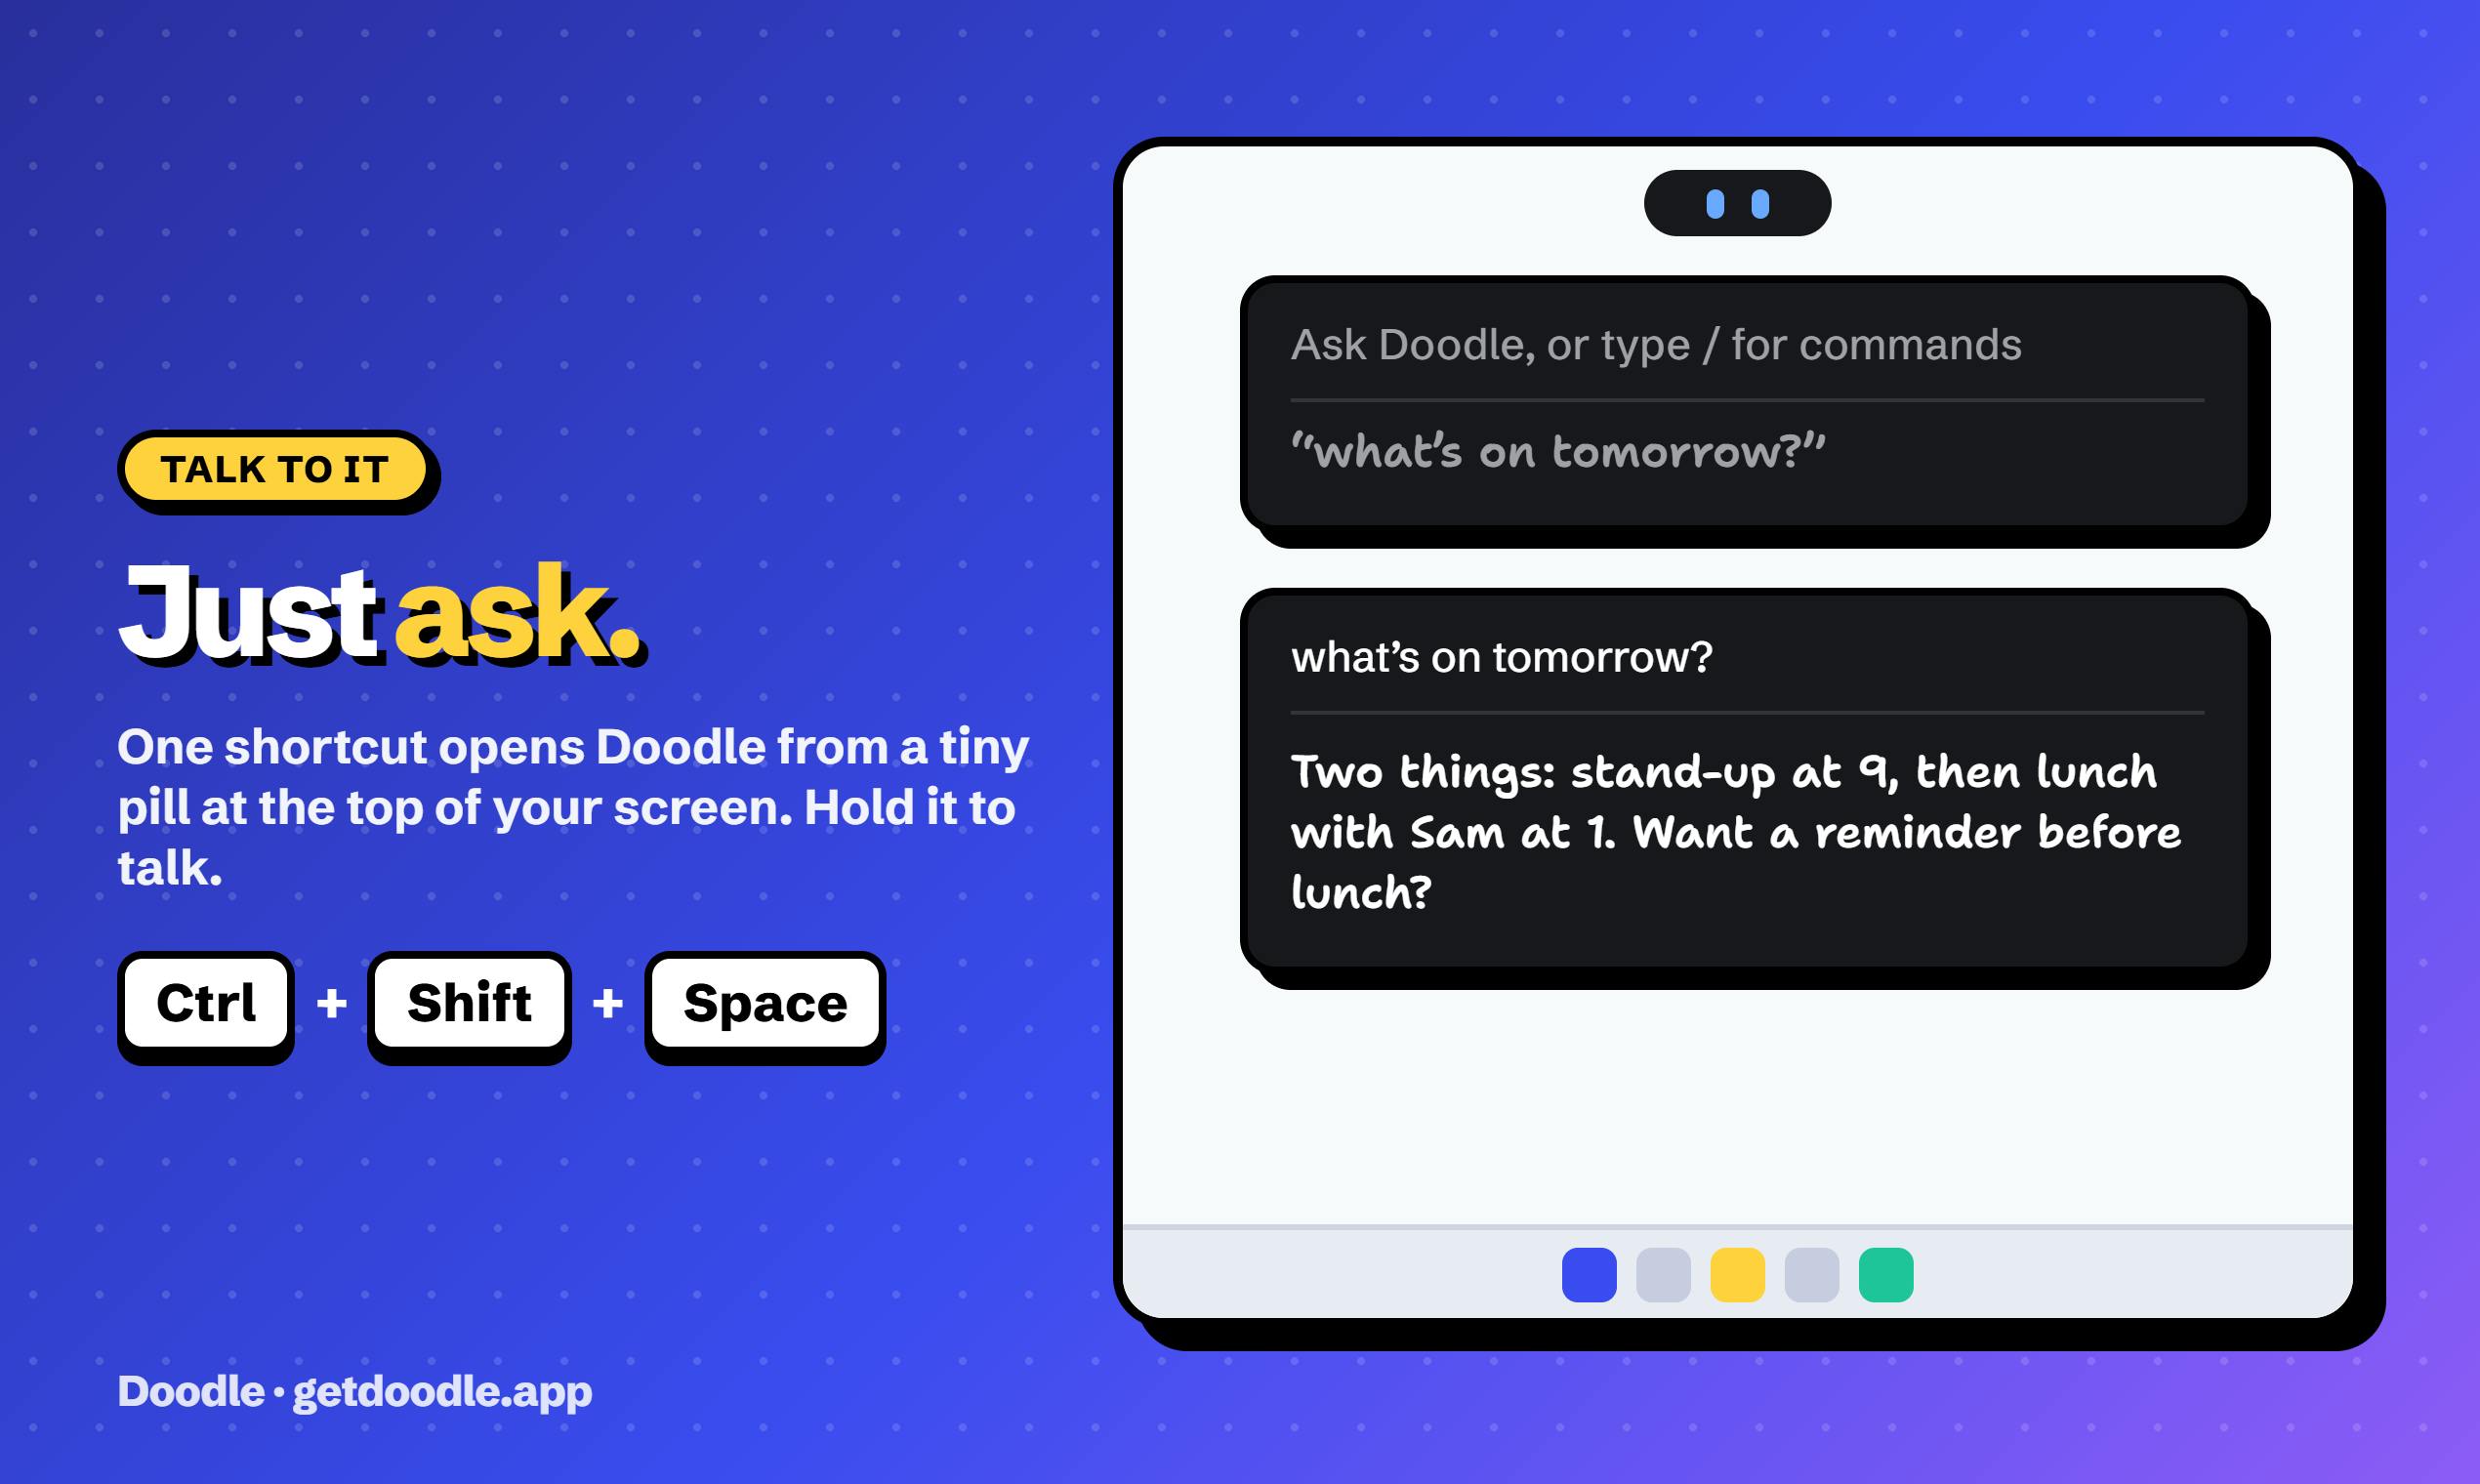 TALK TO IT
Just ask.
One shortcut opens Doodle from a tiny
pill at the top of your screen. Hold it to
talk.
Ctrl + Shift + Space
Doodle • getdoodle.app
Ask Doodle, or type / for commands
“what’s on tomorrow?”
what’s on tomorrow?
Two things: stand-up at 9, then lunch
with Sam at 1. Want a reminder before
lunch?